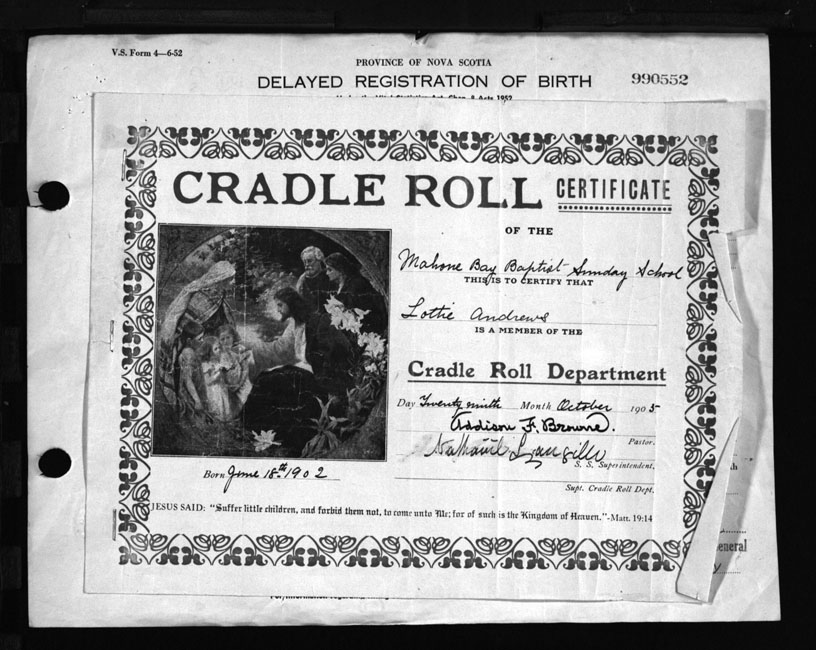 V.S. Form 4—6-52
PROVINCE OF NOVA SCOTIA
DELAYED REGISTRATION OF BIRTH 990552
CRADLE ROLL CERTIFICATE
OF THE
Mahone Bay Baptist Sunday School
THIS IS TO CERTIFY THAT
Lottie Andrews
IS A MEMBER OF THE
Cradle Roll Department
Day Twenty ninth Month October 1905
Addison F. Browne.
Pastor.
Nathaniel Langille
S. S. Superintendent.
Supt. Cradle Roll Dept.
Born June 18th 1902
JESUS SAID: "Suffer little children, and forbid them not, to come unto Me; for of such is the Kingdom of Heaven."-Matt. 19:14